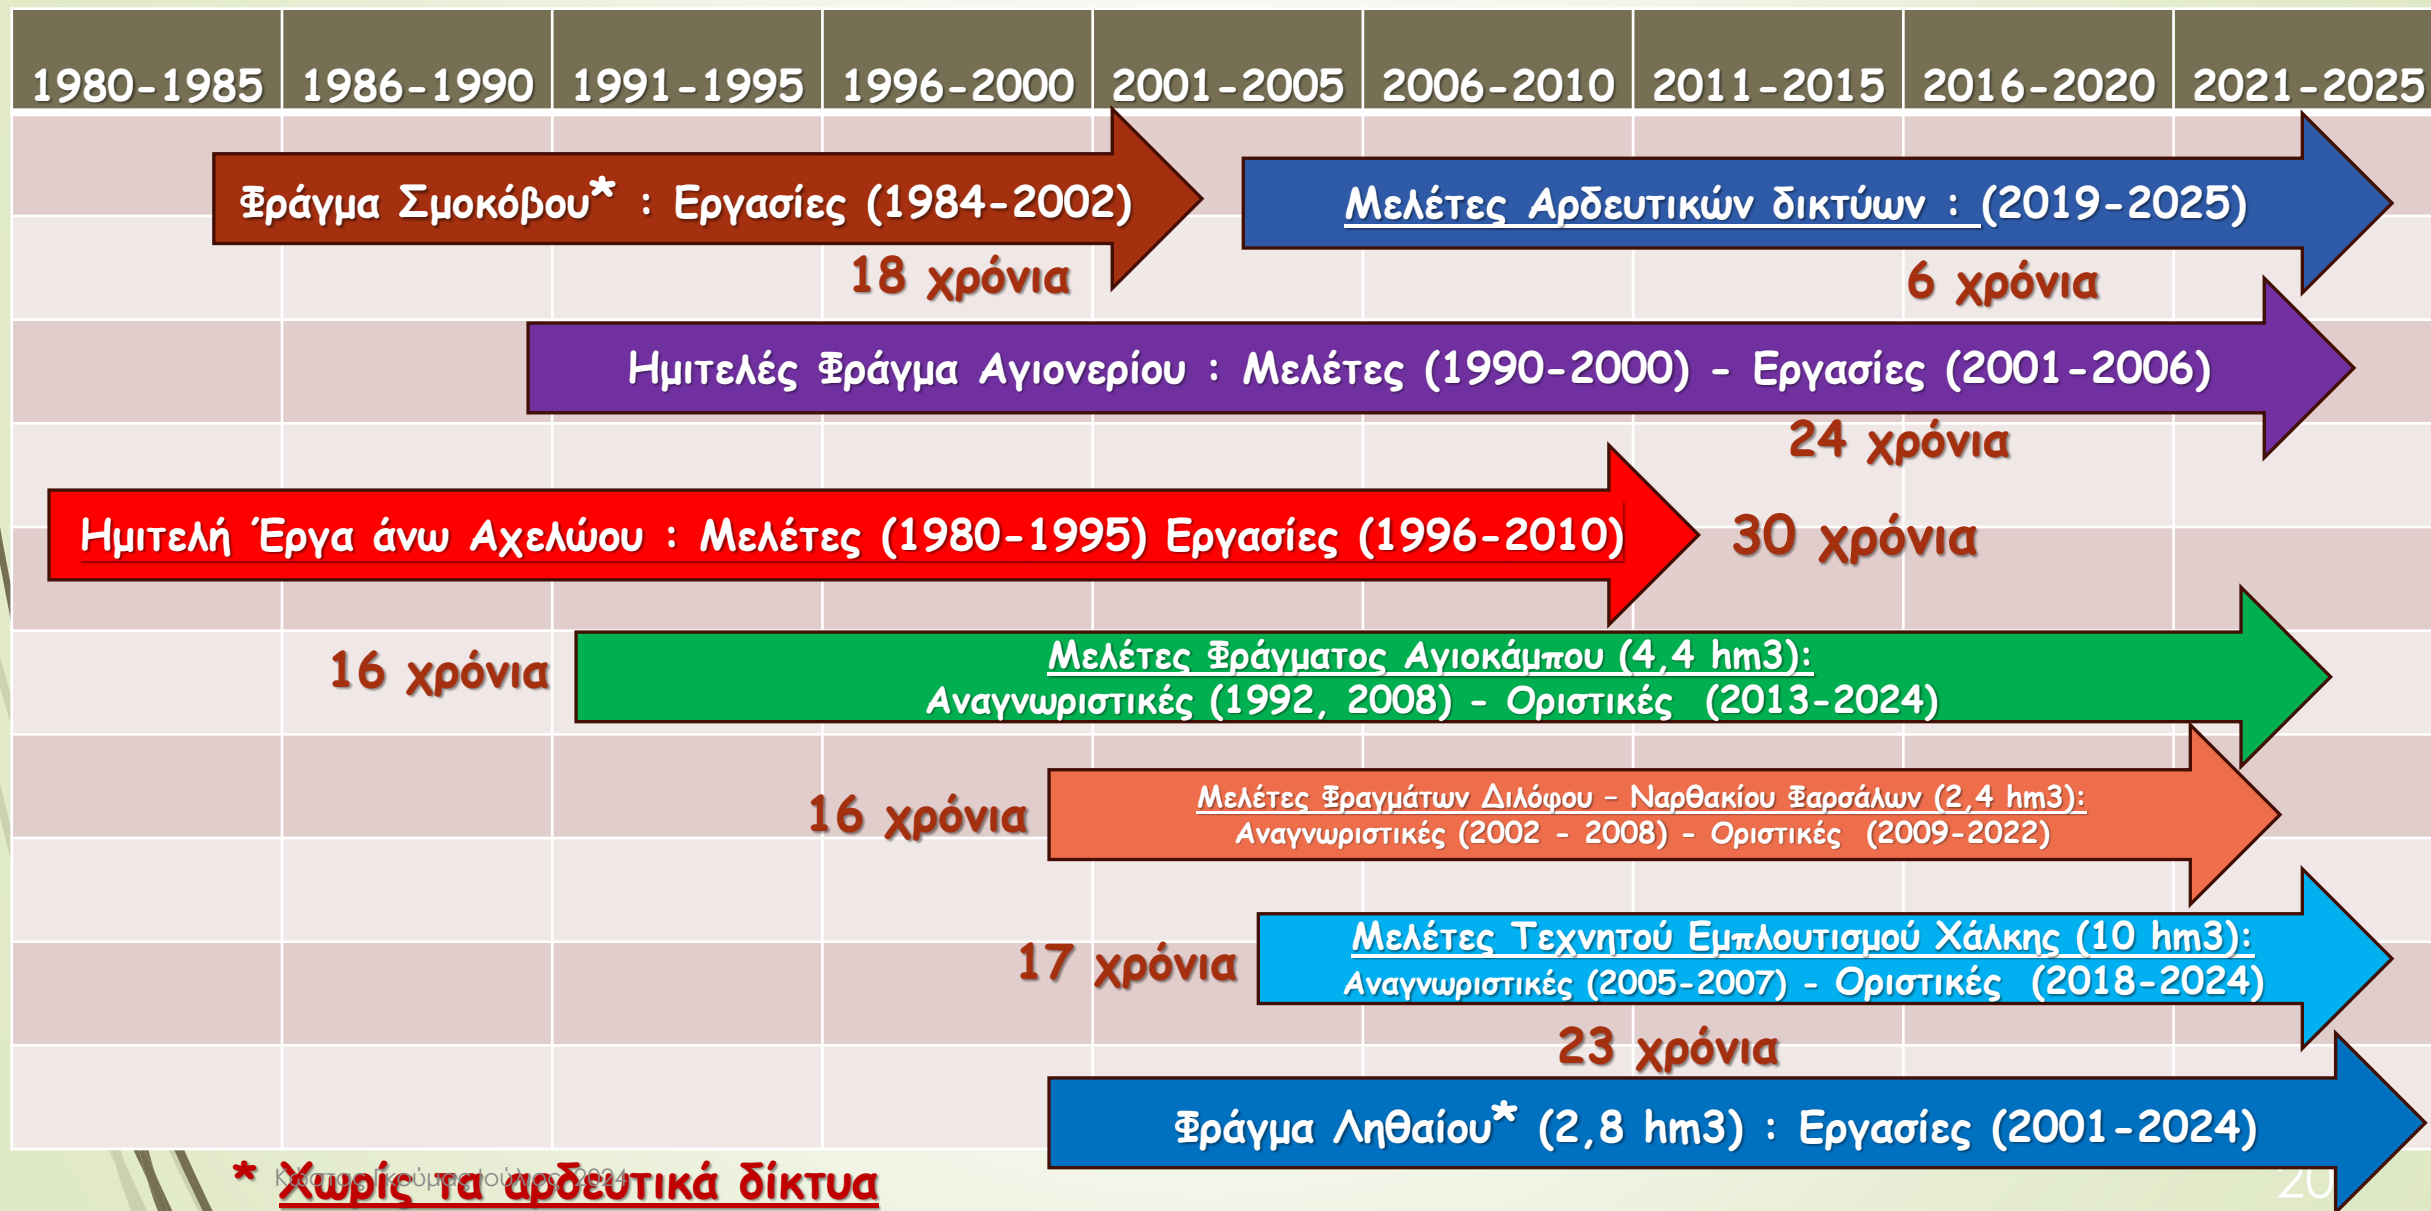 1980-1985 1986-1990 1991-1995 1996-2000 2001-2005 2006-2010 2011-2015 2016-2020 2021-2025
Φράγμα Σμοκόβου* : Εργασίες (1984-2002)
Μελέτες Αρδευτικών δικτύων : (2019-2025)
18 χρόνια
6 χρόνια
Ημιτελές Φράγμα Αγιονερίου : Μελέτες (1990-2000) - Εργασίες (2001-2006)
24 χρόνια
Ημιτελή Έργα άνω Αχελώου : Μελέτες (1980-1995) Εργασίες (1996-2010)
30 χρόνια
16 χρόνια
Μελέτες Φράγματος Αγιοκάμπου (4,4 hm3):
Αναγνωριστικές (1992, 2008) - Οριστικές (2013-2024)
16 χρόνια
Μελέτες Φραγμάτων Διλόφου – Ναρθακίου Φαρσάλων (2,4 hm3):
Αναγνωριστικές (2002 - 2008) - Οριστικές (2009-2022)
17 χρόνια
Μελέτες Τεχνητού Εμπλουτισμού Χάλκης (10 hm3):
Αναγνωριστικές (2005-2007) - Οριστικές (2018-2024)
23 χρόνια
Φράγμα Ληθαίου* (2,8 hm3) : Εργασίες (2001-2024)
* Χωρίς τα αρδευτικά δίκτυα
Κώστας Γκούμας Ιούλιος 2024
20